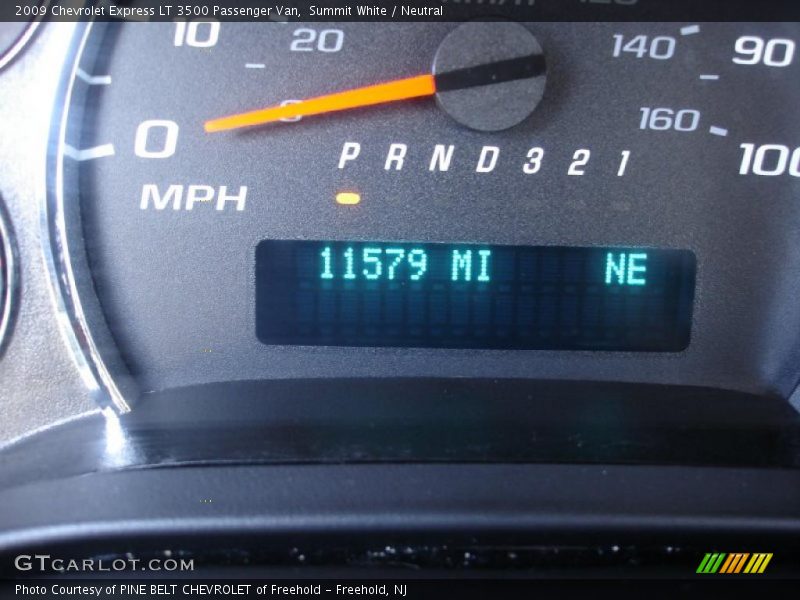 2009 Chevrolet Express LT 3500 Passenger Van, Summit White / Neutral
10 20 140 90
0 0 160 100
P R N D 3 2 1
MPH
11579 MI NE
GTCARLOT.COM
Photo Courtesy of PINE BELT CHEVROLET of Freehold - Freehold, NJ